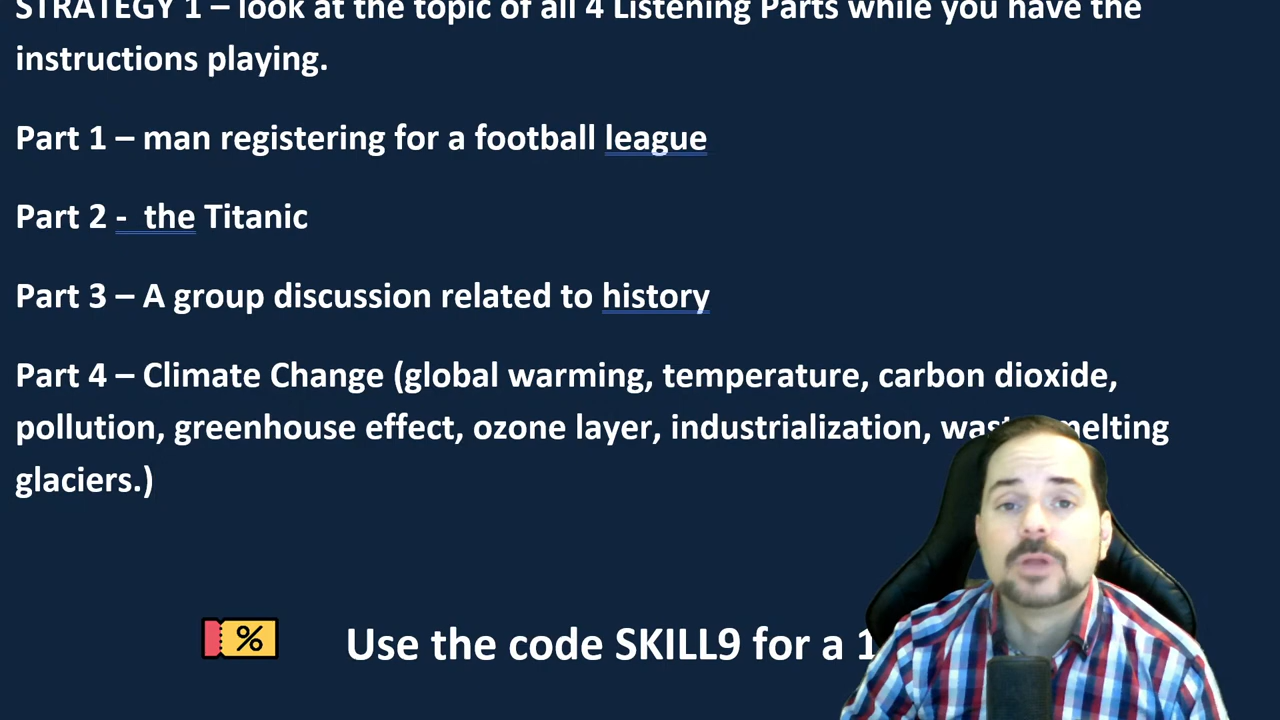 STRATEGY 1 – look at the topic of all 4 Listening Parts while you have the
instructions playing.
Part 1 – man registering for a football league
Part 2 -  the Titanic
Part 3 – A group discussion related to history
Part 4 – Climate Change (global warming, temperature, carbon dioxide,
pollution, greenhouse effect, ozone layer, industrialization, melting
glaciers.)
%
Use the code SKILL9 for a